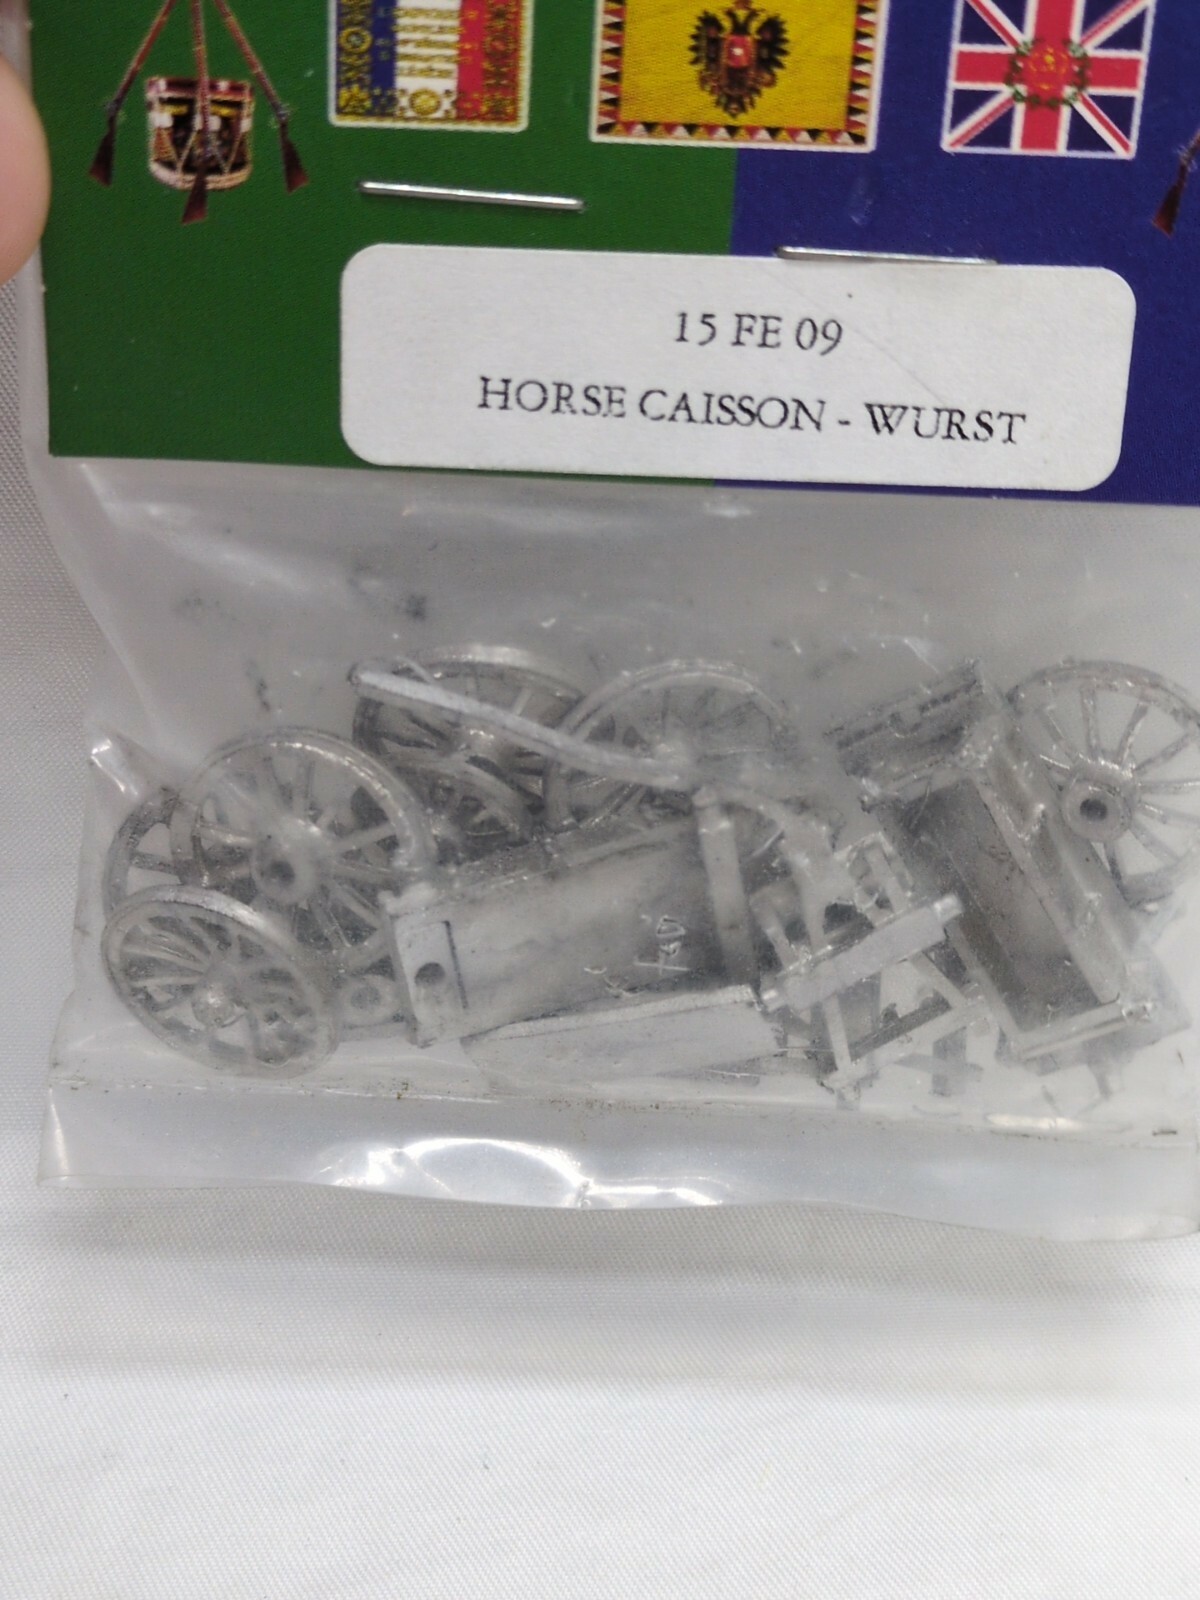 15 FE 09
HORSE CAISSON - WURST